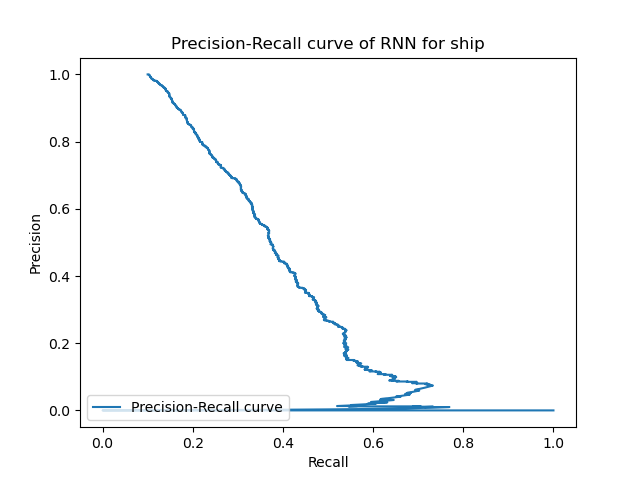 Precision-Recall curve of RNN for ship
1.0
0.8
0.6
0.4
0.2
0.0
Precision
Precision-Recall curve
0.0 0.2 0.4 0.6 0.8 1.0
Recall